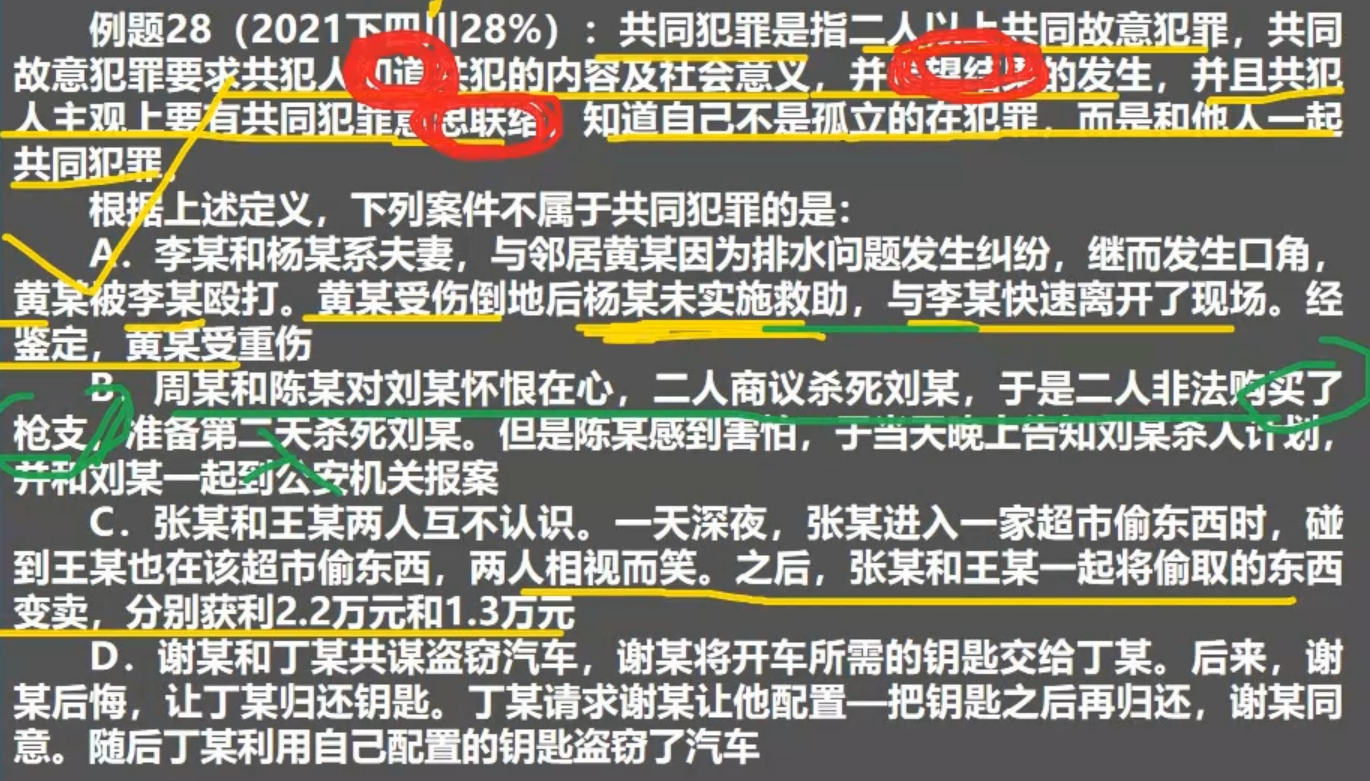 例题28（2021下四川28%）：共同犯罪是指二人以上共同故意犯罪，共同
故意犯罪要求共犯人知道共犯的内容及社会意义，并希望结果的发生，并且共犯
人主观上要有共同犯罪意思联络，知道自己不是孤立的在犯罪，而是和他人一起
共同犯罪。
根据上述定义，下列案件不属于共同犯罪的是：
A．李某和杨某系夫妻，与邻居黄某因为排水问题发生纠纷，继而发生口角，
黄某被李某殴打。黄某受伤倒地后杨某未实施救助，与李某快速离开了现场。经
鉴定，黄某受重伤
B．周某和陈某对刘某怀恨在心，二人商议杀死刘某，于是二人非法购买了
枪支，准备第二天杀死刘某。但是陈某感到害怕，于当天晚上告知刘某杀人计划，
并和刘某一起到公安机关报案
C．张某和王某两人互不认识。一天深夜，张某进入一家超市偷东西时，碰
到王某也在该超市偷东西，两人相视而笑。之后，张某和王某一起将偷取的东西
变卖，分别获利2.2万元和1.3万元
D．谢某和丁某共谋盗窃汽车，谢某将开车所需的钥匙交给丁某。后来，谢
某后悔，让丁某归还钥匙。丁某请求谢某让他配置一把钥匙之后再归还，谢某同
意。随后丁某利用自己配置的钥匙盗窃了汽车